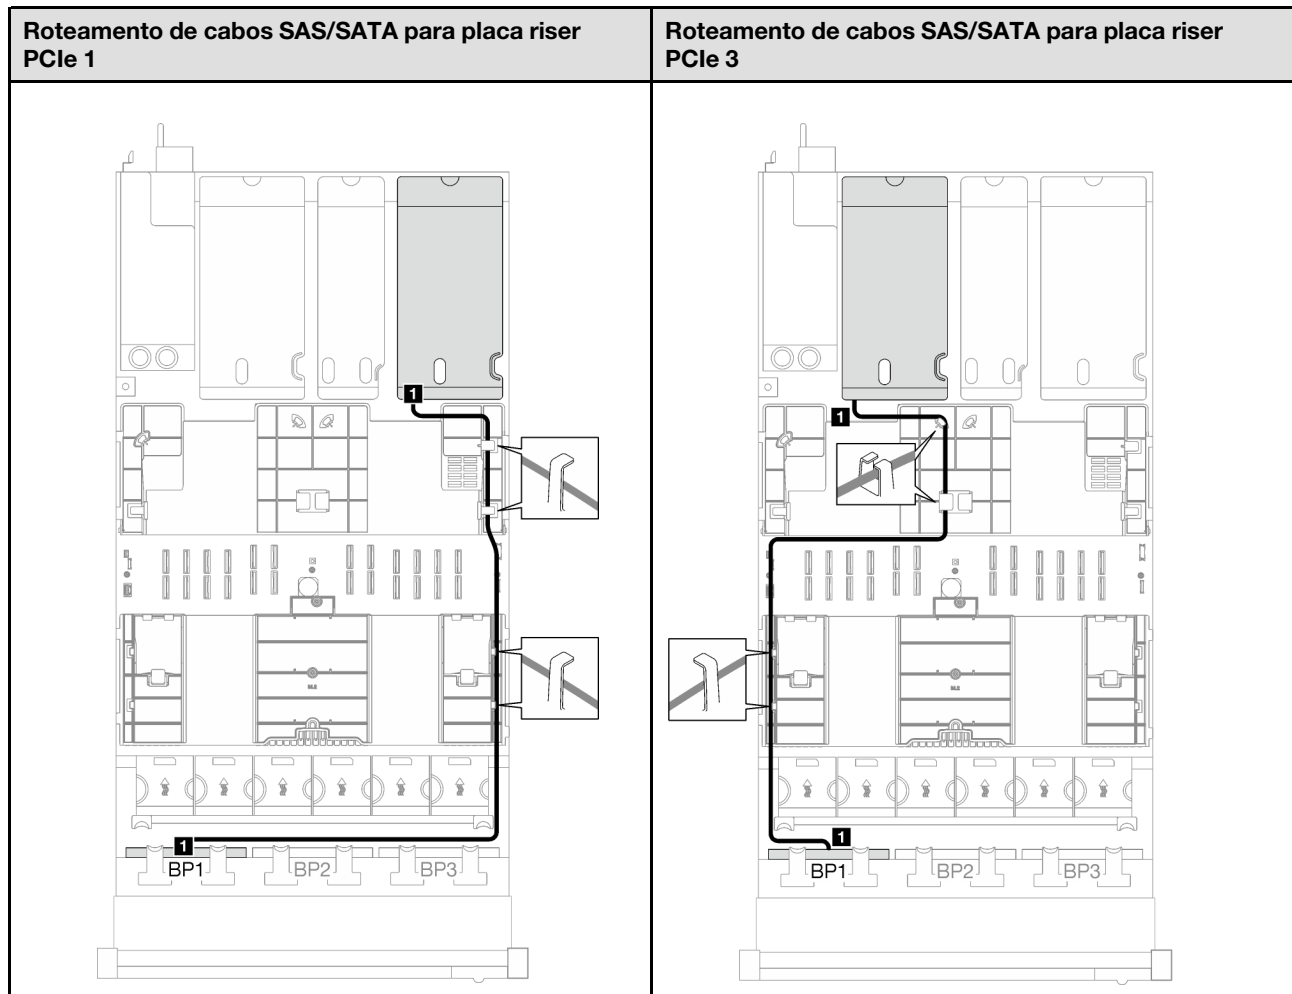 Roteamento de cabos SAS/SATA para placa riser
PCIe 1
Roteamento de cabos SAS/SATA para placa riser
PCIe 3
1
1
BP1
BP2
BP3
1
1
BP1
BP2
BP3